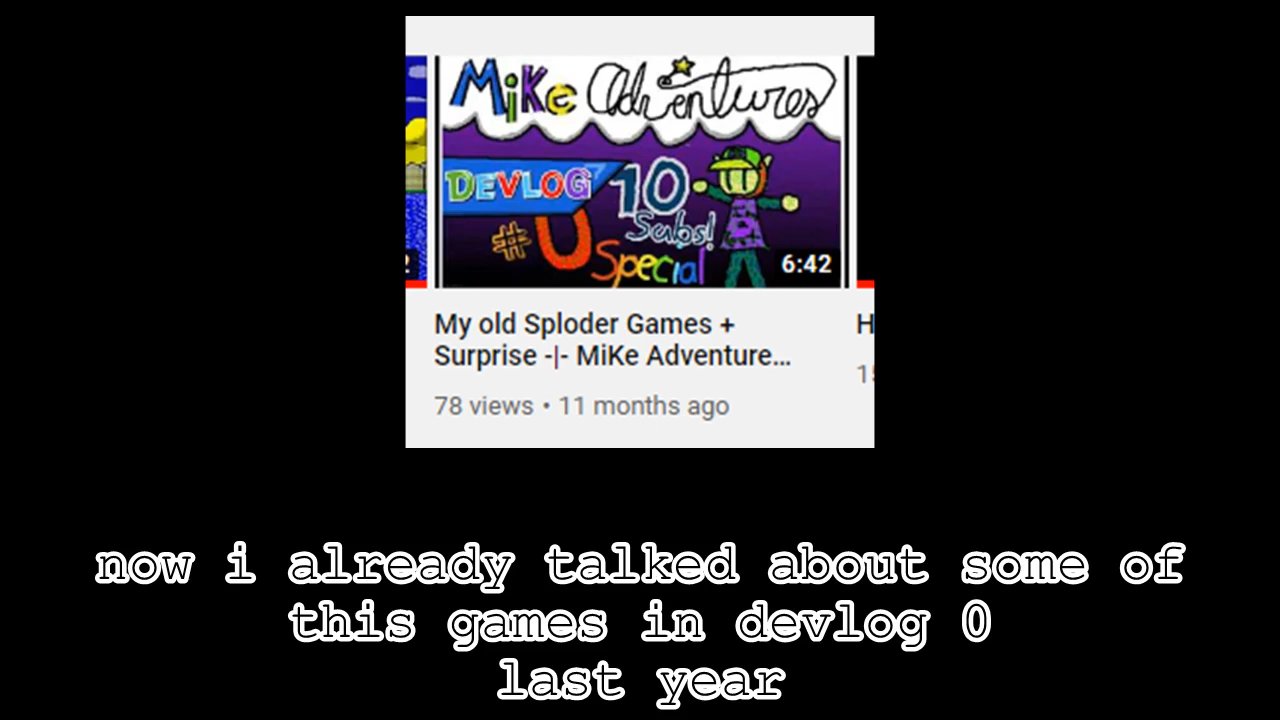 MiKe Adventures
DEVLOG
10
#0
Subs!
Special
6:42
My old Sploder Games +
Surprise -|- MiKe Adventure...
78 views • 11 months ago
now i already talked about some of
this games in devlog 0
last year